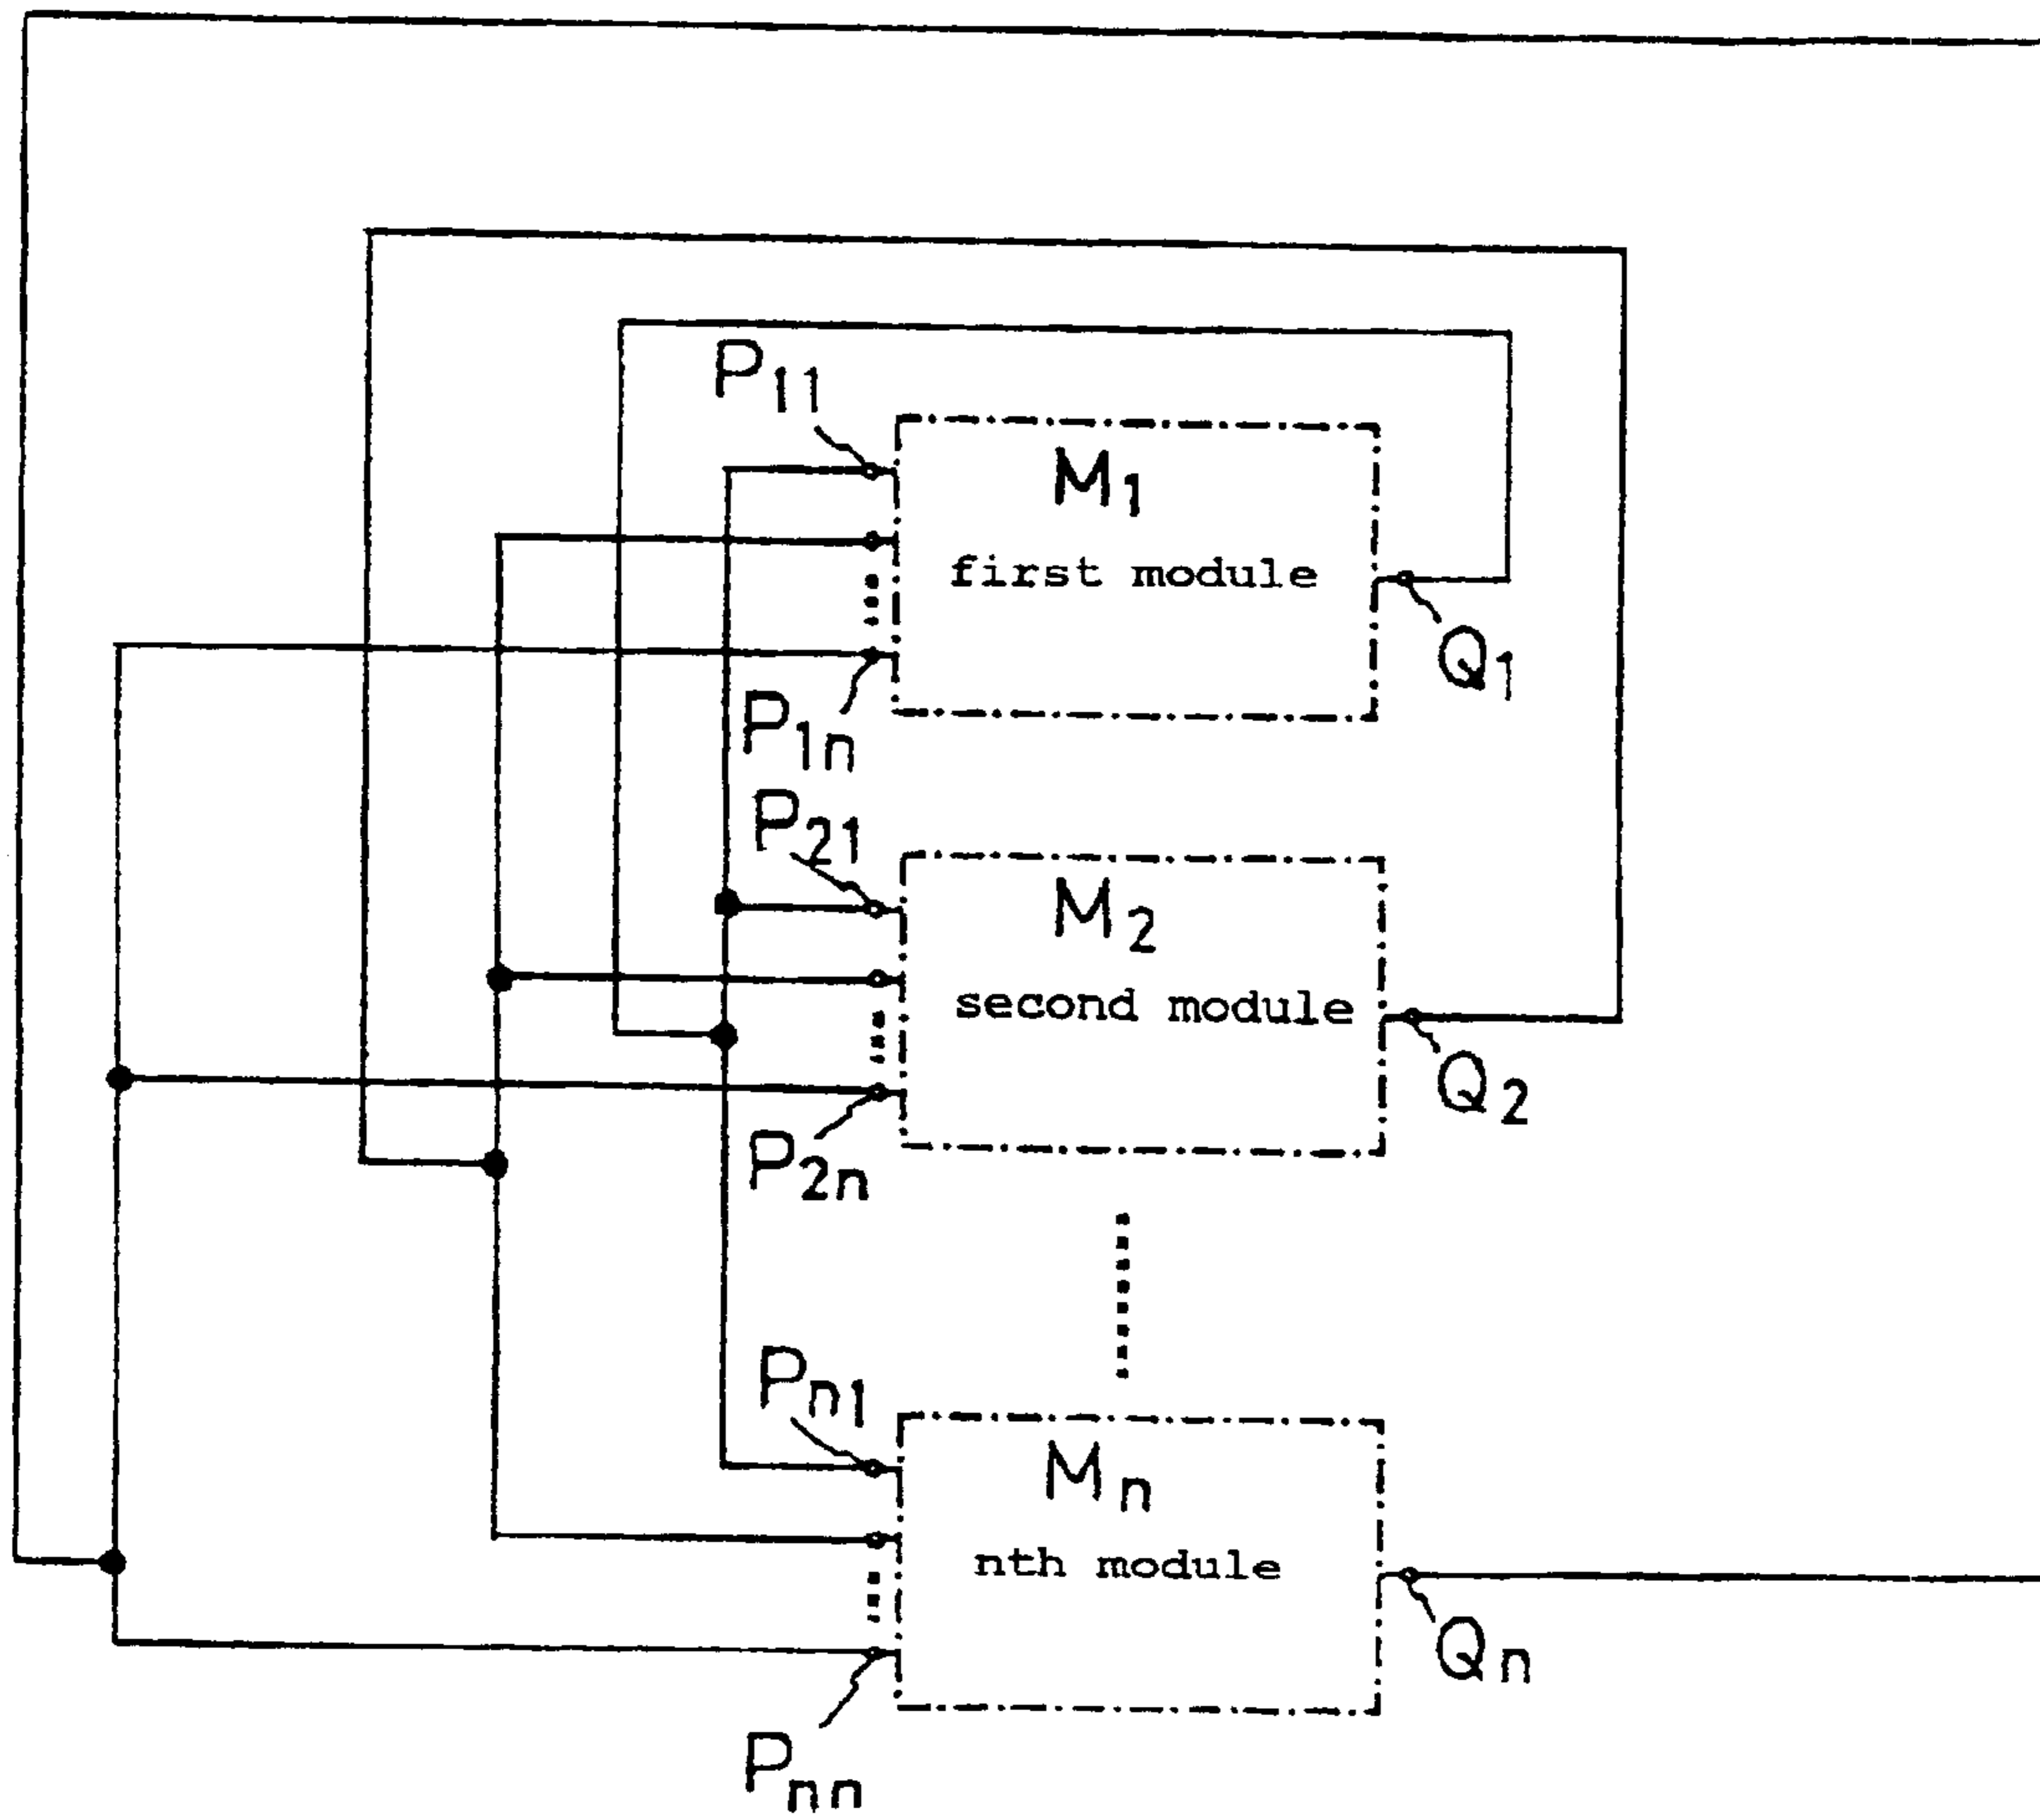 P11
M1
first module
Q1
P1n
P21
M2
second module
Q2
P2n
Pn1
Mn
nth module
Qn
Pnn